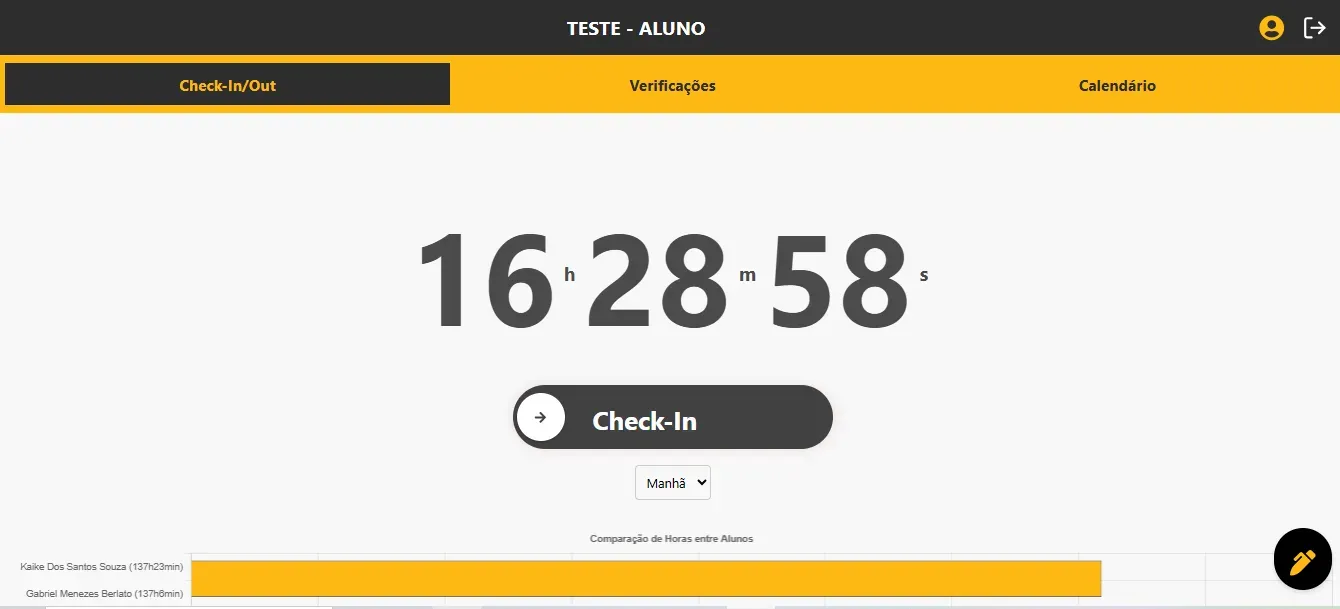 TESTE - ALUNO
Check-In/Out
Verificações
Calendário
16 h 28 m 58 s
Check-In
Manhã
Comparação de Horas entre Alunos
Kaike Dos Santos Souza (137h23min)
Gabriel Menezes Berlato (137h6min)